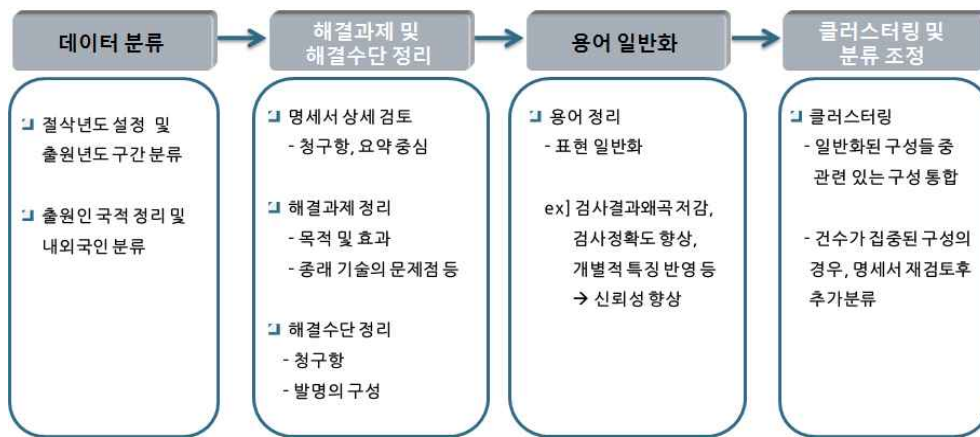 데이터 분류
절삭년도 설정 및
출원년도 구간 분류
출원인 국적 정리 및
내외국인 분류
해결과제 및
해결수단 정리
명세서 상세 검토
- 청구항, 요약 중심
해결과제 정리
- 목적 및 효과
- 종래 기술의 문제점 등
해결수단 정리
- 청구항
- 발명의 구성
용어 일반화
용어 정리
- 표현 일반화
ex] 검사결과왜곡 저감,
검사정확도 향상,
개별적 특징 반영 등
→ 신뢰성 향상
클러스터링 및
분류 조정
클러스터링
- 일반화된 구성들 중
관련 있는 구성 통합
- 건수가 집중된 구성의
경우, 명세서 재검토후
추가분류